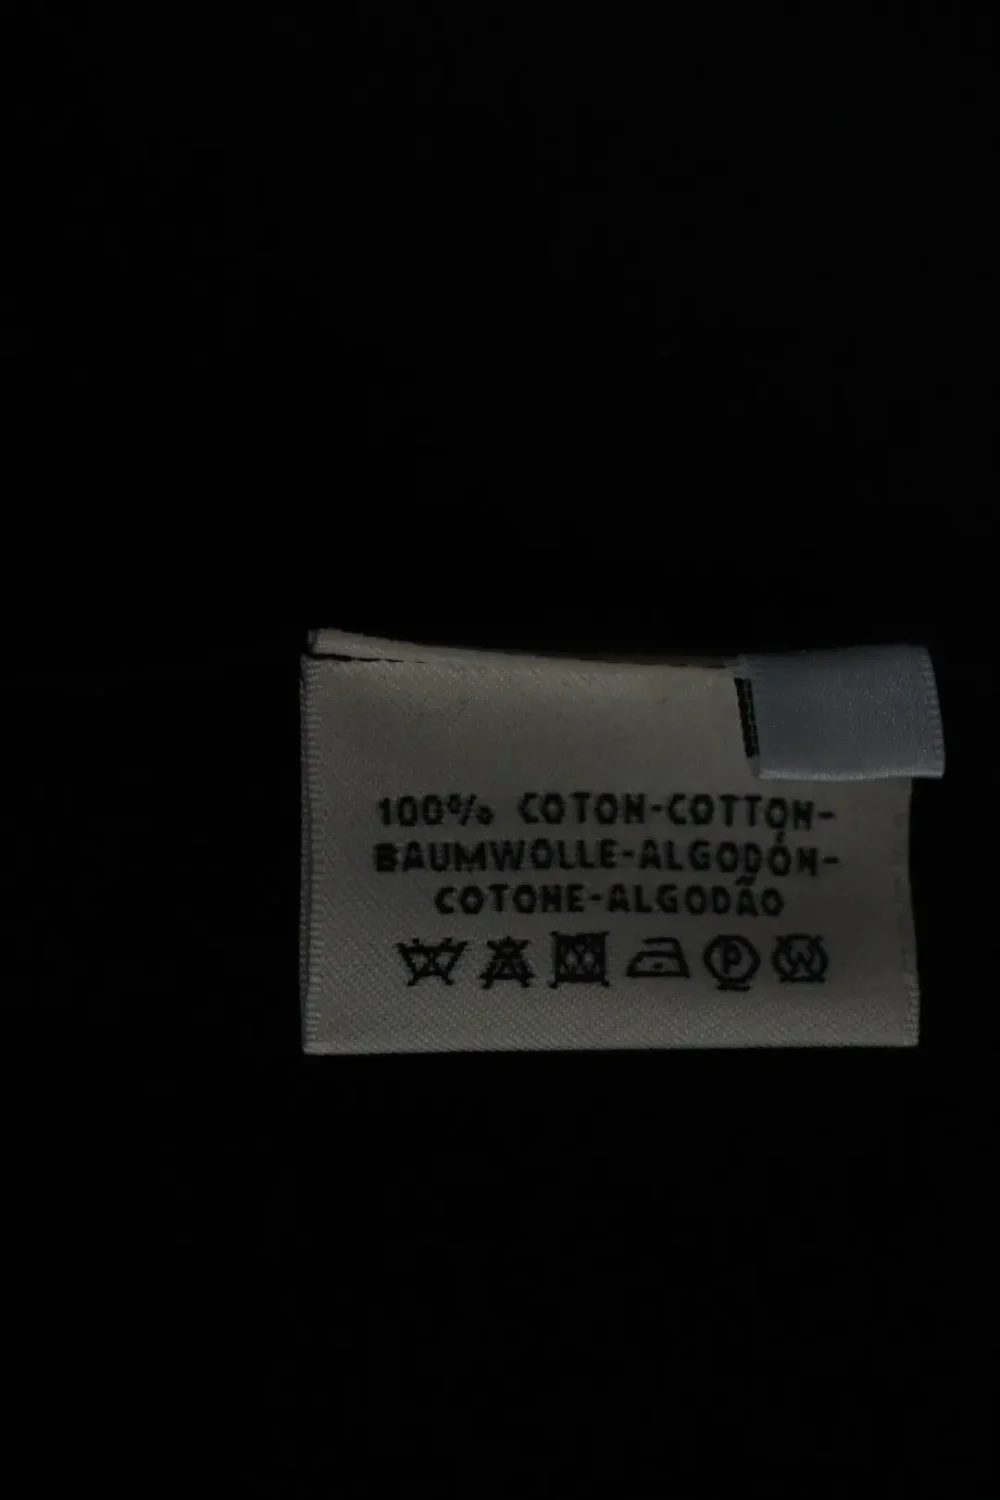 100% COTON-COTTON-
BAUMWOLLE-ALGODÓN-
COTONE-ALGODÃO
P W